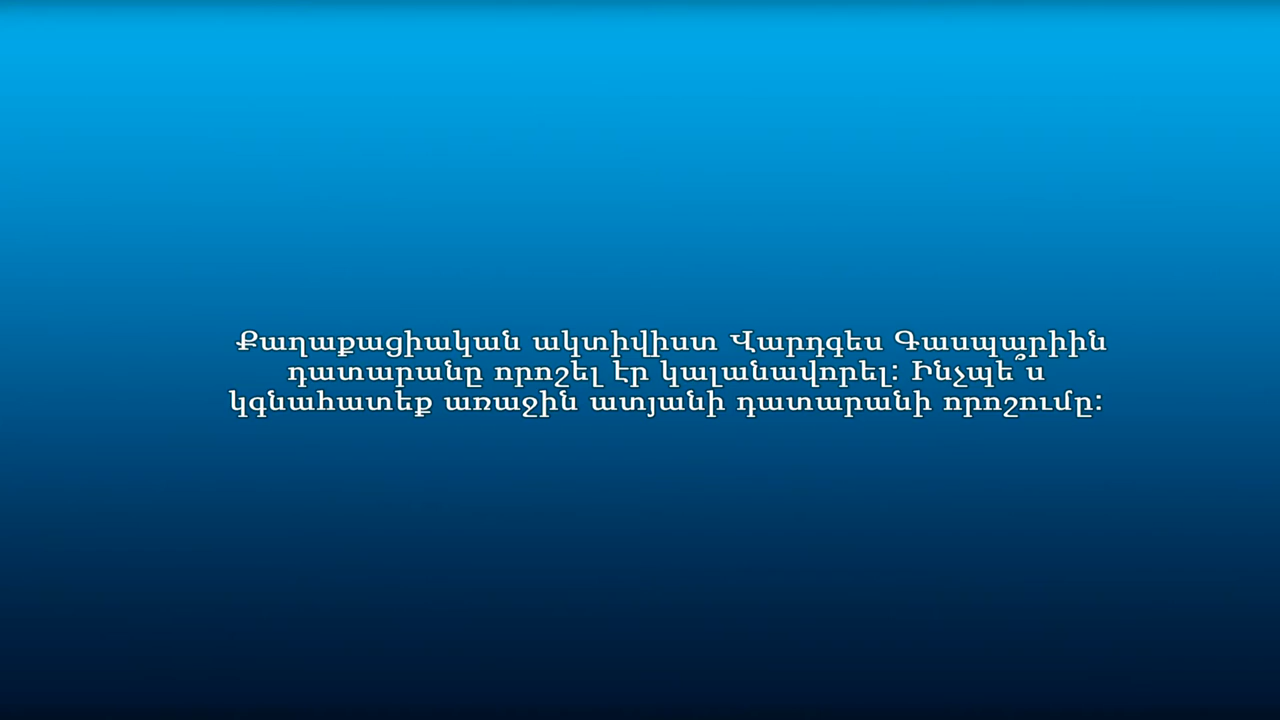 Քաղաքացիական ակտիվիստ Վարդգես Գասպարիին
դատարանը որոշել էր կալանավորել: Ինչպե՞ս
կգնահատեք առաջին ատյանի դատարանի որոշումը: